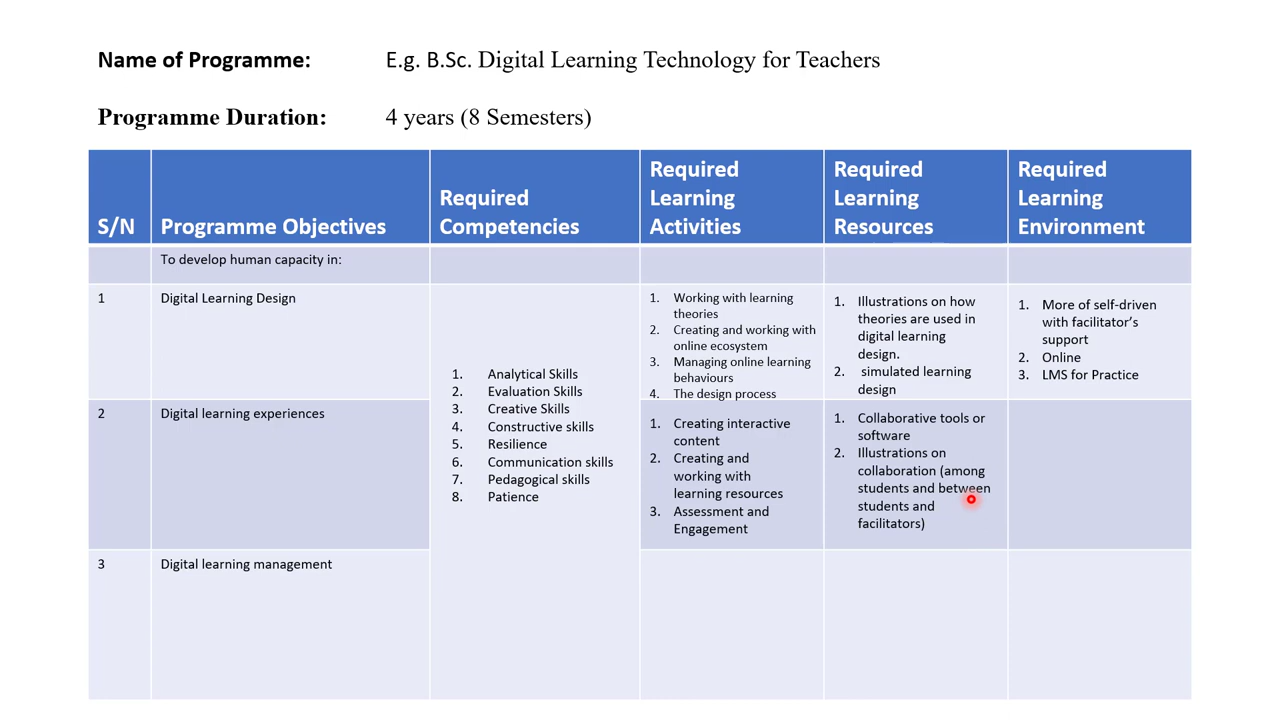 Name of Programme: E.g. B.Sc. Digital Learning Technology for Teachers
Programme Duration: 4 years (8 Semesters)
S/N
Programme Objectives
Required
Competencies
Required
Learning
Activities
Required
Learning
Resources
Required
Learning
Environment
To develop human capacity in:
1
Digital Learning Design
1. Analytical Skills
2. Evaluation Skills
3. Creative Skills
4. Constructive skills
5. Resilience
6. Communication skills
7. Pedagogical skills
8. Patience
1. Working with learning
theories
2. Creating and working with
online ecosystem
3. Managing online learning
behaviours
4. The design process
1. Illustrations on how
theories are used in
digital learning
design.
2. simulated learning
design
1. More of self-driven
with facilitator's
support
2. Online
3. LMS for Practice
2
Digital learning experiences
1. Creating interactive
content
2. Creating and
working with
learning resources
3. Assessment and
Engagement
1. Collaborative tools or
software
2. Illustrations on
collaboration (among
students and between
students and
facilitators)
3
Digital learning management